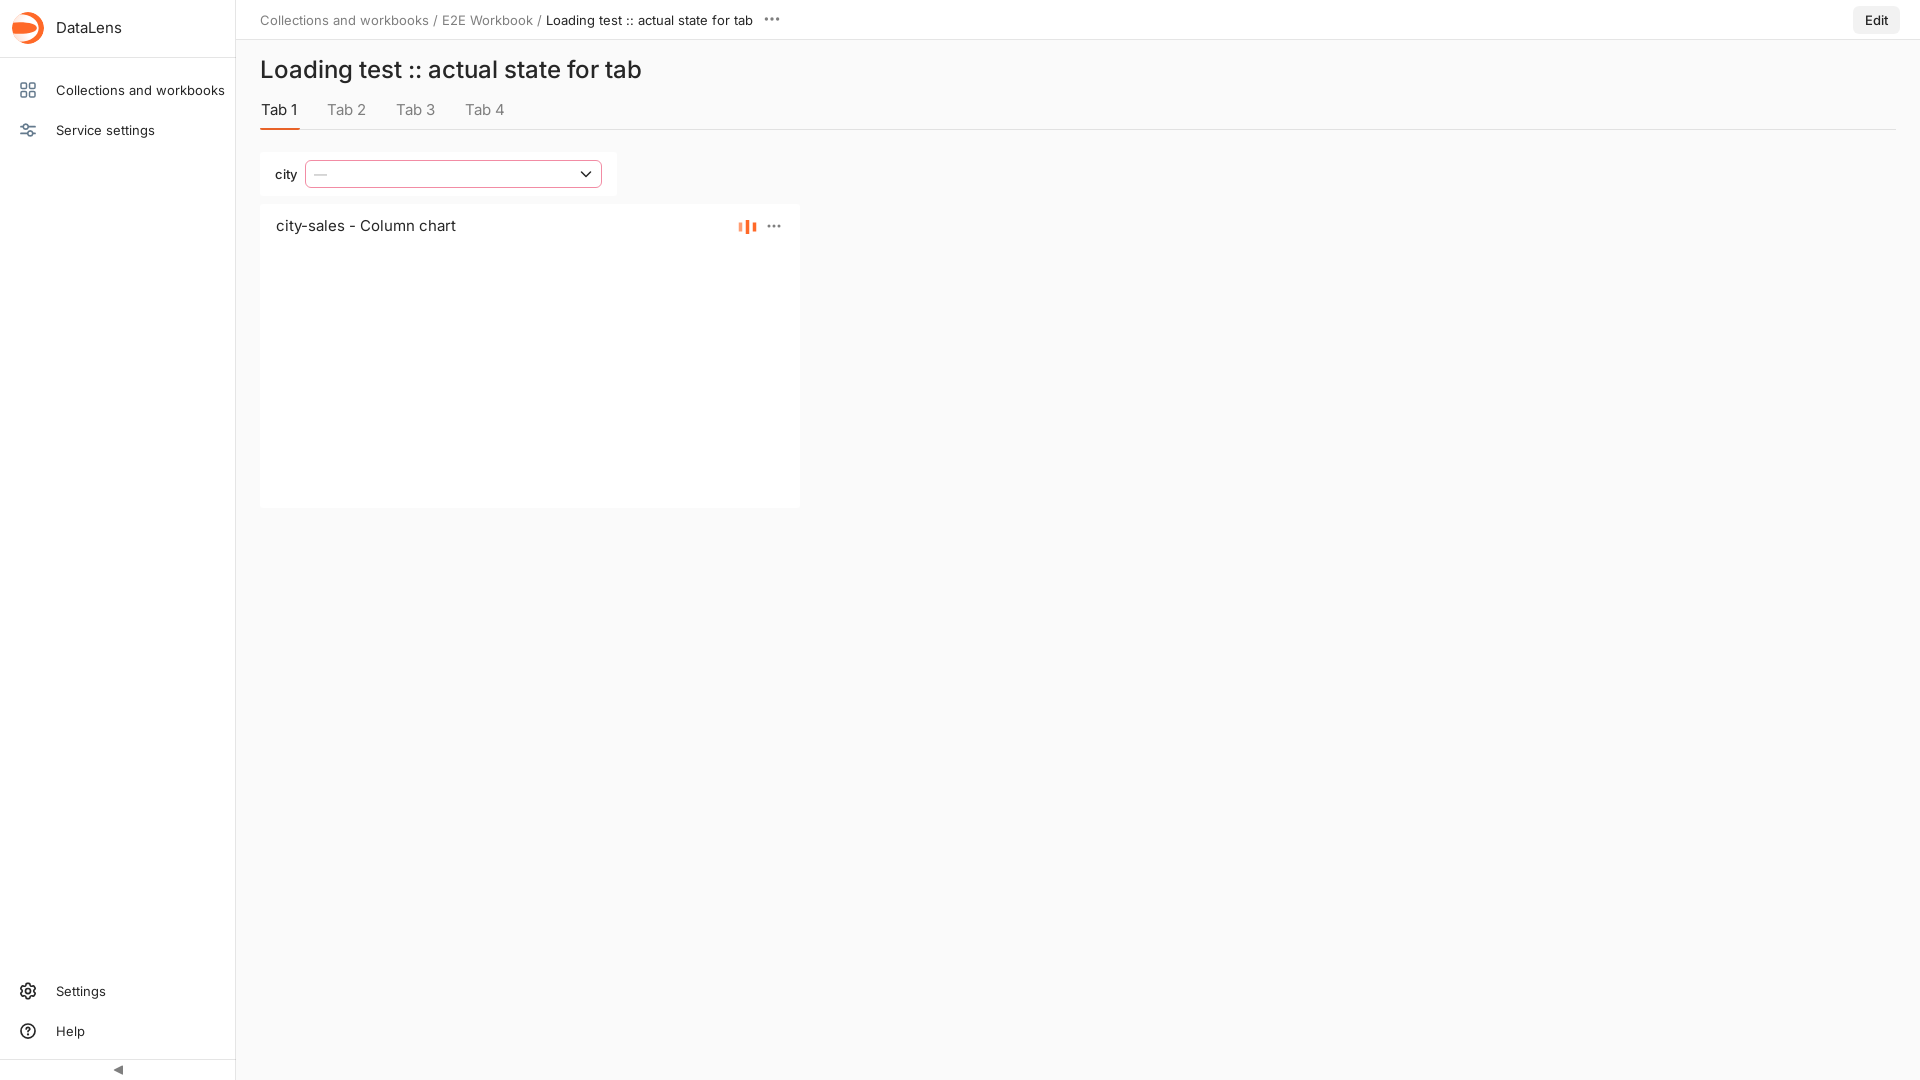 DataLens
Collections and workbooks
Service settings
Settings
Help
Collections and workbooks / E2E Workbook / Loading test :: actual state for tab
Edit
Loading test :: actual state for tab
Tab 1 Tab 2 Tab 3 Tab 4
city —
city-sales - Column chart